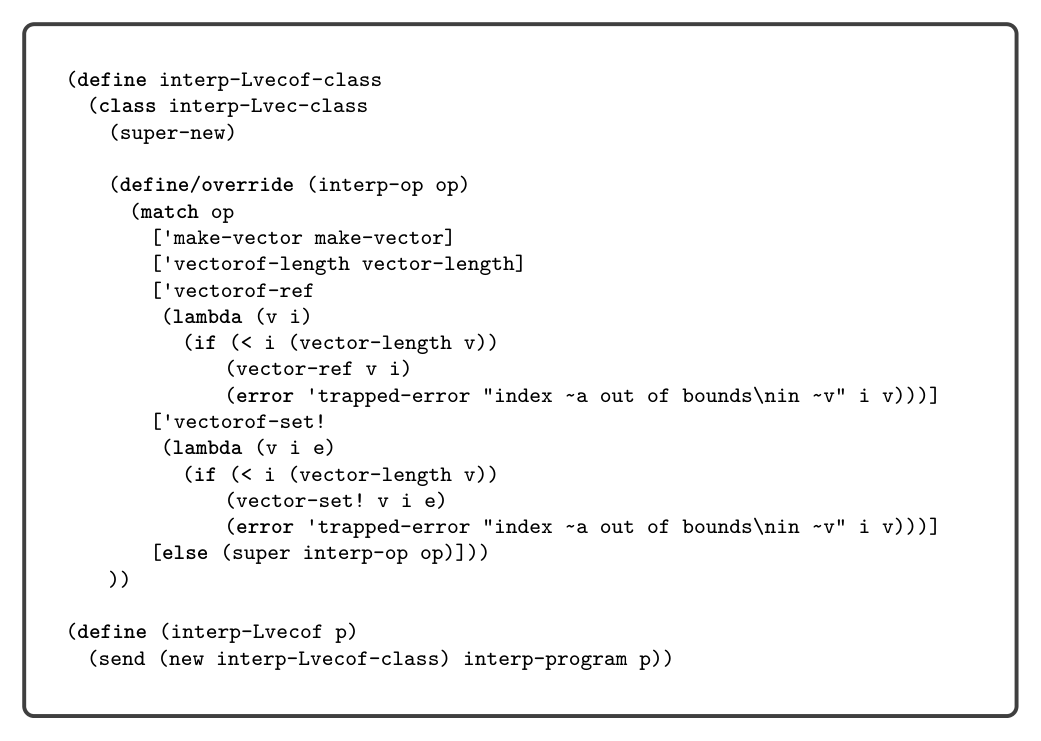 (define interp-Lvecof-class
  (class interp-Lvec-class
    (super-new)

    (define/override (interp-op op)
      (match op
        ['make-vector make-vector]
        ['vectorof-length vector-length]
        ['vectorof-ref
         (lambda (v i)
           (if (< i (vector-length v))
               (vector-ref v i)
               (error 'trapped-error "index ~a out of bounds\nin ~v" i v)))]
        ['vectorof-set!
         (lambda (v i e)
           (if (< i (vector-length v))
               (vector-set! v i e)
               (error 'trapped-error "index ~a out of bounds\nin ~v" i v)))]
        [else (super interp-op op)]))
    ))

(define (interp-Lvecof p)
  (send (new interp-Lvecof-class) interp-program p))